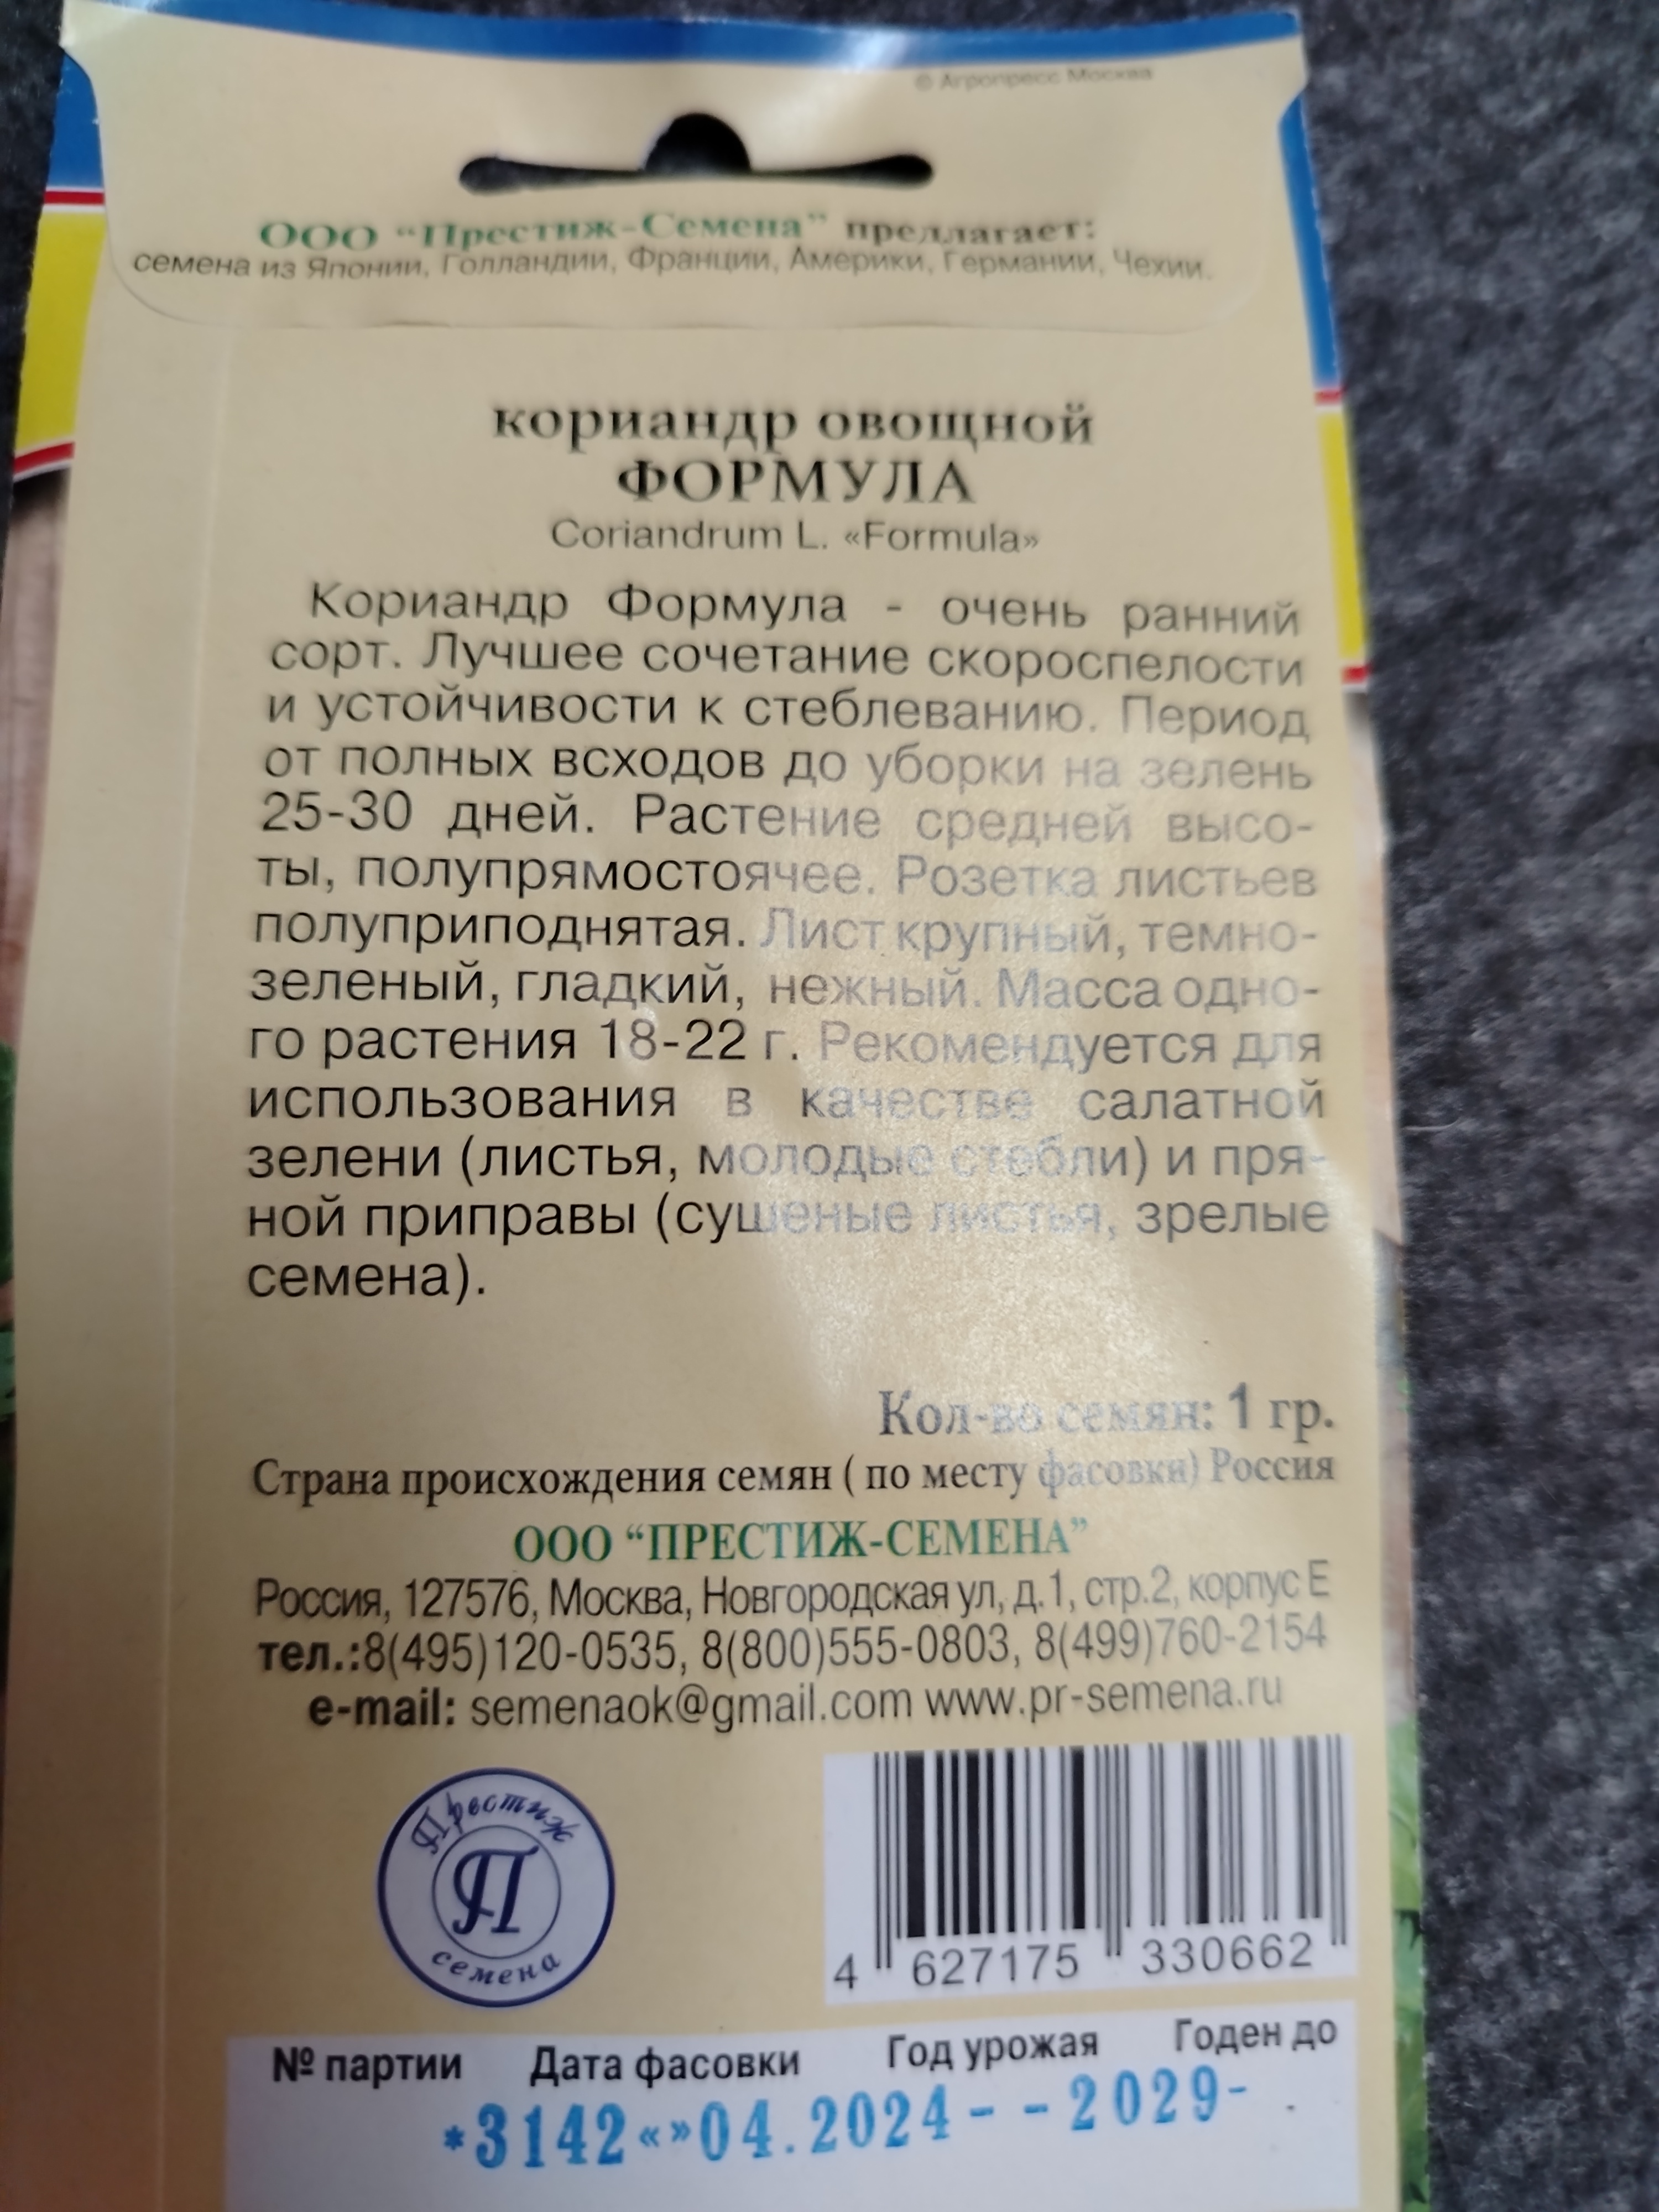 © Агропресс Москва
ООО “Престиж-Семена” предлагает:
семена из Японии, Голландии, Франции, Америки, Германии, Чехии.
кориандр овощной
ФОРМУЛА
Coriandrum L. «Formula»
Кориандр Формула - очень ранний
сорт. Лучшее сочетание скороспелости
и устойчивости к стеблеванию. Период
от полных всходов до уборки на зелень
25-30 дней. Растение средней высо-
ты, полупрямостоячее. Розетка листьев
полуприподнятая. Лист крупный, темно-
зеленый, гладкий, нежный. Масса одно-
го растения 18-22 г. Рекомендуется для
использования в качестве салатной
зелени (листья, молодые стебли) и пря-
ной приправы (сушеные листья, зрелые
семена).
Кол-во семян: 1 гр.
Страна происхождения семян ( по месту фасовки) Россия
ООО “ПРЕСТИЖ-СЕМЕНА”
Россия, 127576, Москва, Новгородская ул, д.1, стр.2, корпус Е
тел.:8(495)120-0535, 8(800)555-0803, 8(499)760-2154
e-mail: semenaok@gmail.com www.pr-semena.ru
Престиж
П
семена
4 627175 330662
№ партии Дата фасовки Год урожая Годен до
*3142«»04.2024- -2029-